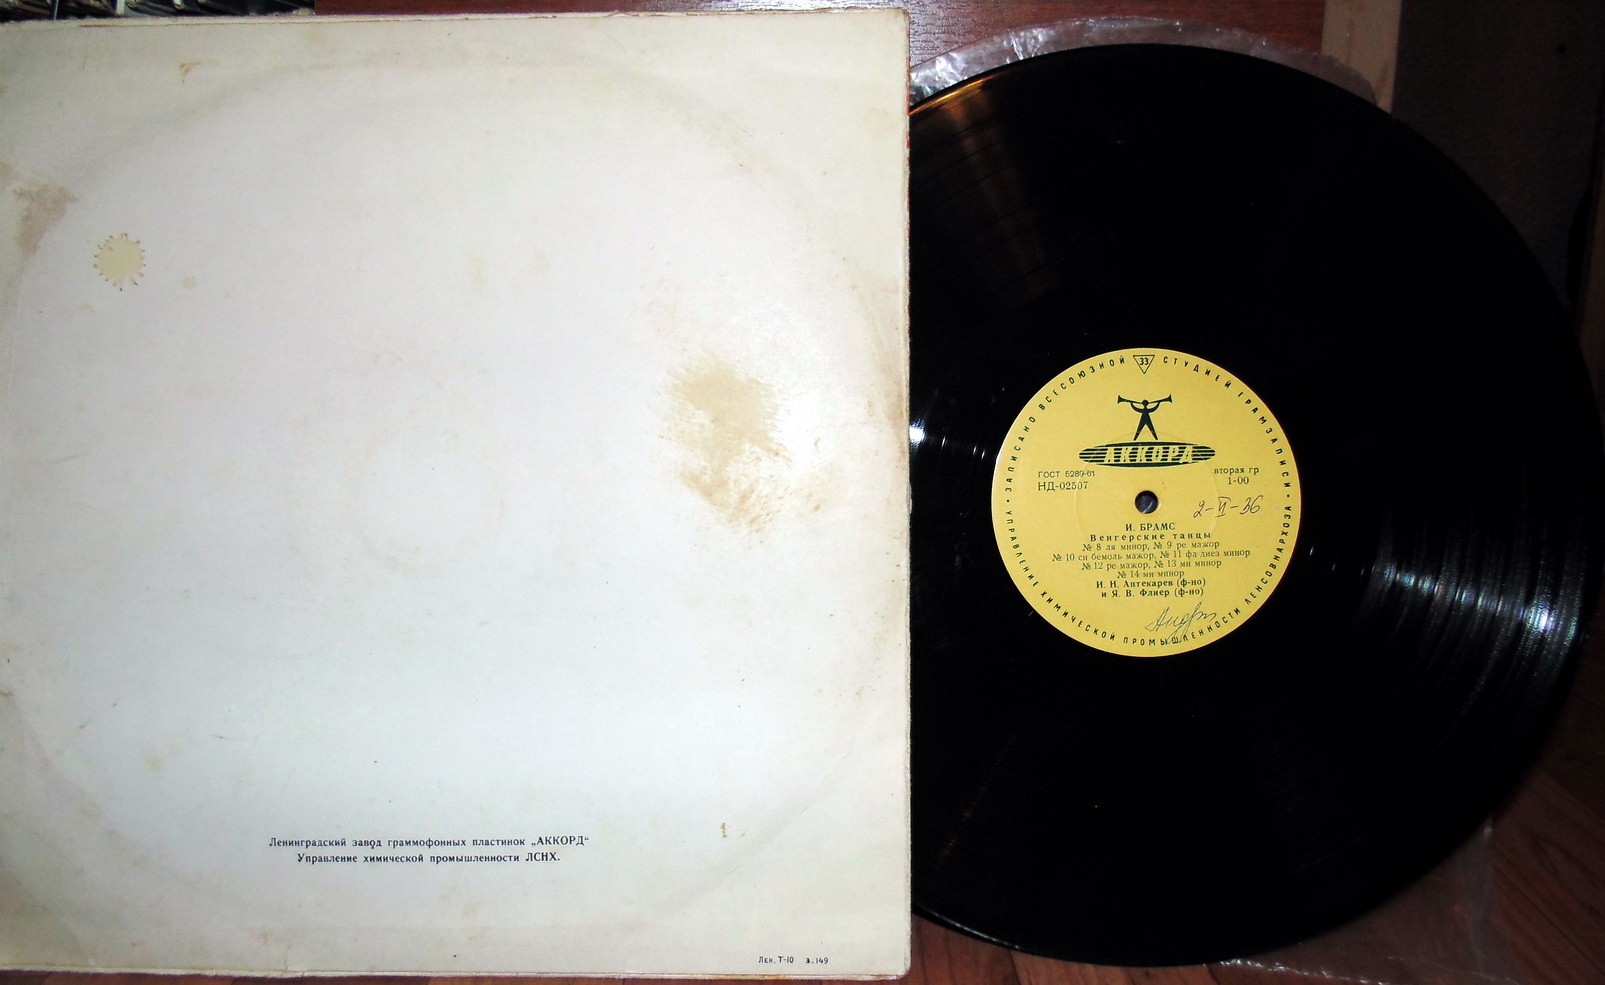 Ленинградский завод граммофонных пластинок „АККОРД“
Управление химической промышленности ЛСНХ.
Лен. Т-10 з. 149
ЗАПИСАНО ВСЕСОЮЗНОЙ 33 СТУДИЕЙ ГРАМЗАПИСИ
АККОРД
ГОСТ 5289-61
вторая гр
НД-02507
1-00
2-VI-36
И. БРАМС
Венгерские танцы
№ 8 ля минор, № 9 ре мажор
№ 10 си бемоль мажор, № 11 фа диез минор
№ 12 ре мажор, № 13 ми минор
№ 14 ми минор
И. Н. Аптекарев (ф-но)
и Я. В. Флиер (ф-но)
УПРАВЛЕНИЕ ХИМИЧЕСКОЙ ПРОМЫШЛЕННОСТИ ЛЕНСОВНАРХОЗА